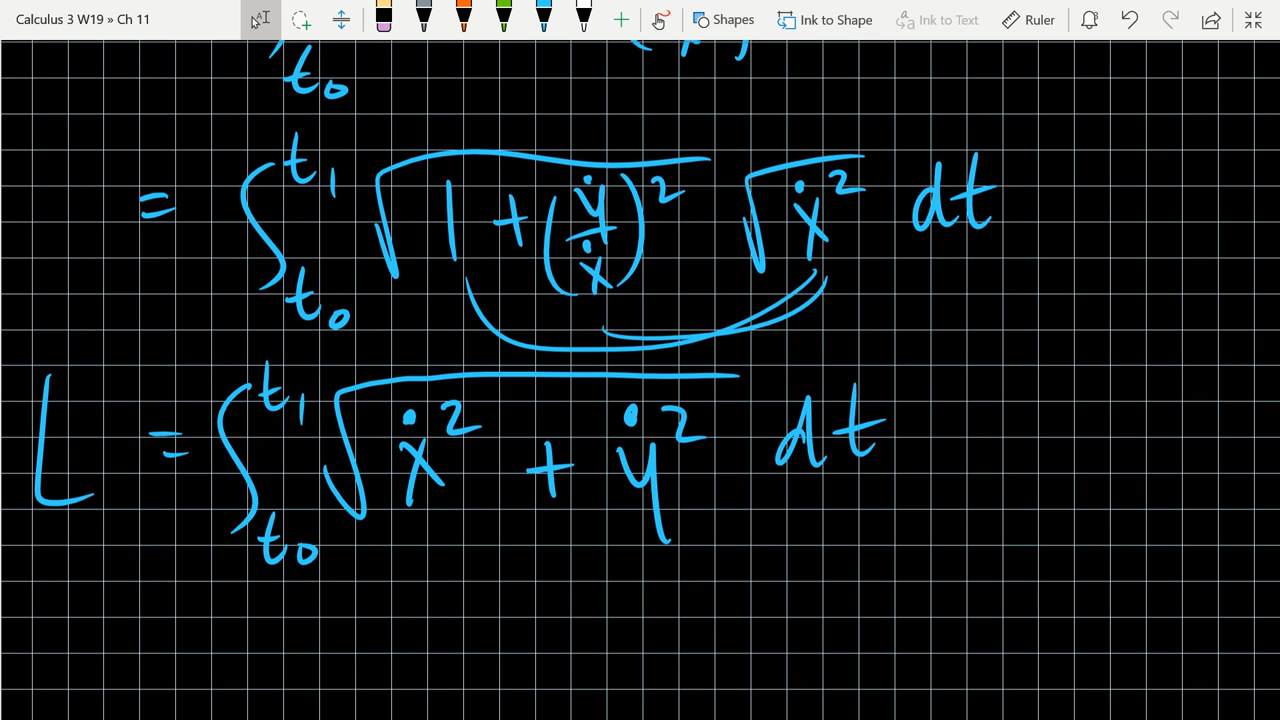 Calculus 3 W19 » Ch 11
Shapes
Ink to Shape
Ink to Text
Ruler
t₀
= ∫_{t₀}^{t₁} √(1 + (ẏ/ẋ)²) √(ẋ²) dt
L = ∫_{t₀}^{t₁} √(ẋ² + ẏ²) dt